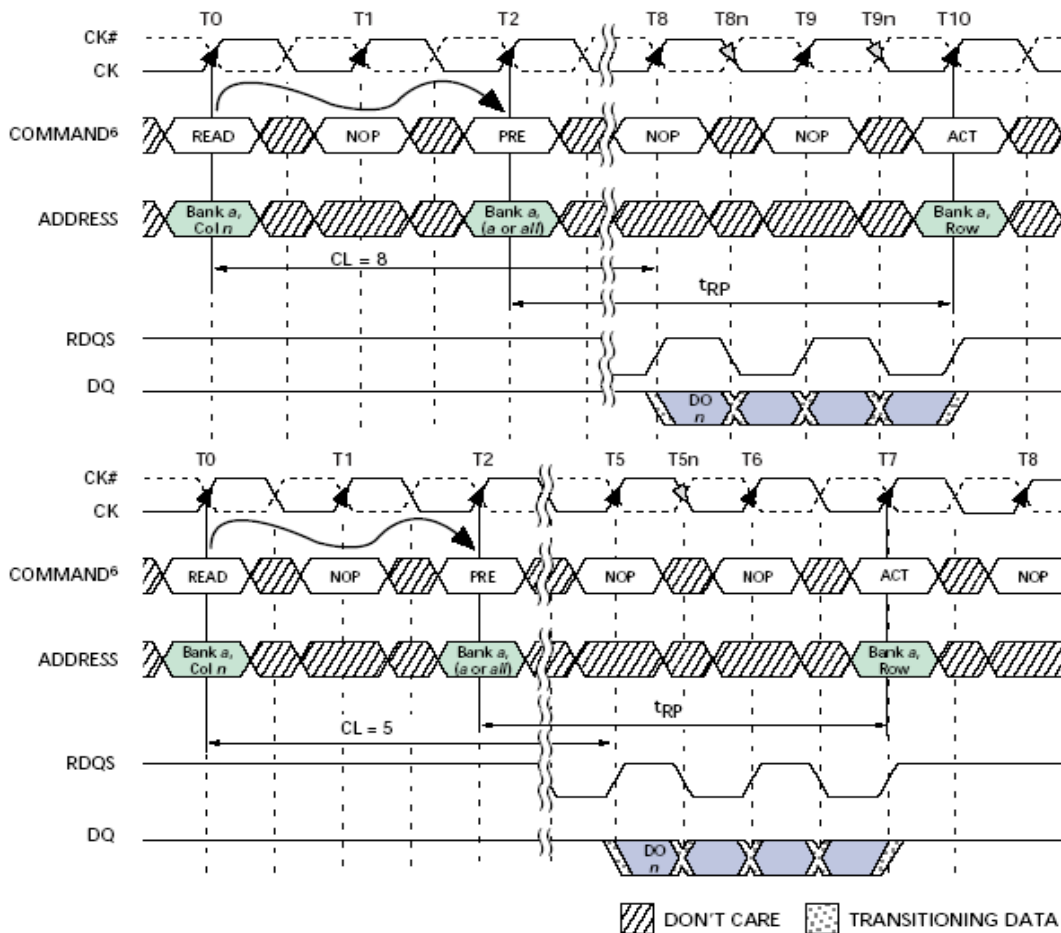 T0 T1 T2 T8 T8n T9 T9n T10
CK#
CK
COMMAND⁶ READ NOP PRE NOP NOP ACT
ADDRESS Bank a, Col n Bank a, (a or all) Bank a, Row
CL = 8
tRP
RDQS
DQ
DO n
T0 T1 T2 T5 T5n T6 T7 T8
CK#
CK
COMMAND⁶ READ NOP PRE NOP NOP ACT NOP
ADDRESS Bank a, Col n Bank a, (a or all) Bank a, Row
tRP
CL = 5
RDQS
DQ
DO n
DON'T CARE TRANSITIONING DATA